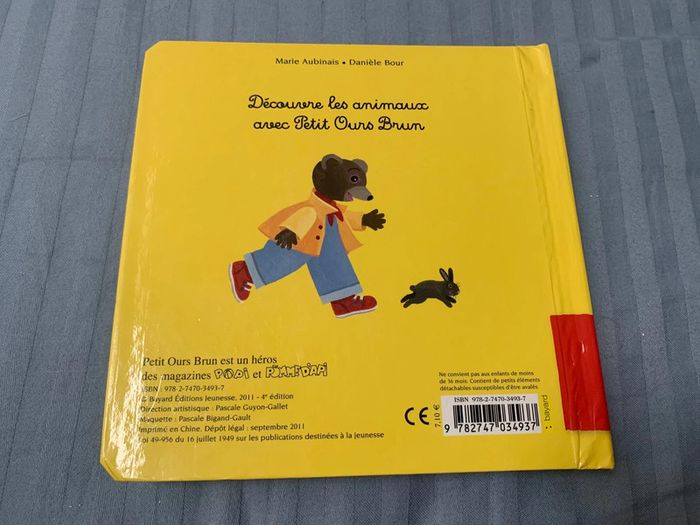 Marie Aubinais • Danièle Bour
Découvre les animaux
avec Petit Ours Brun
Petit Ours Brun est un héros
des magazines POPI et POMME D'API
ISBN : 978-2-7470-3493-7
© Bayard Éditions Jeunesse, 2011 - 4e édition
Direction artistique : Pascale Guyon-Gallet
Maquette : Pascale Bigand-Gault
Imprimé en Chine. Dépôt légal : septembre 2011
Loi 49-956 du 16 juillet 1949 sur les publications destinées à la jeunesse
Ne convient pas aux enfants de moins
de 36 mois. Contient de petits éléments
détachables susceptibles d'être avalés.
CE
7,10 €
ISBN 978-2-7470-3493-7
9 782747 034937
bayard